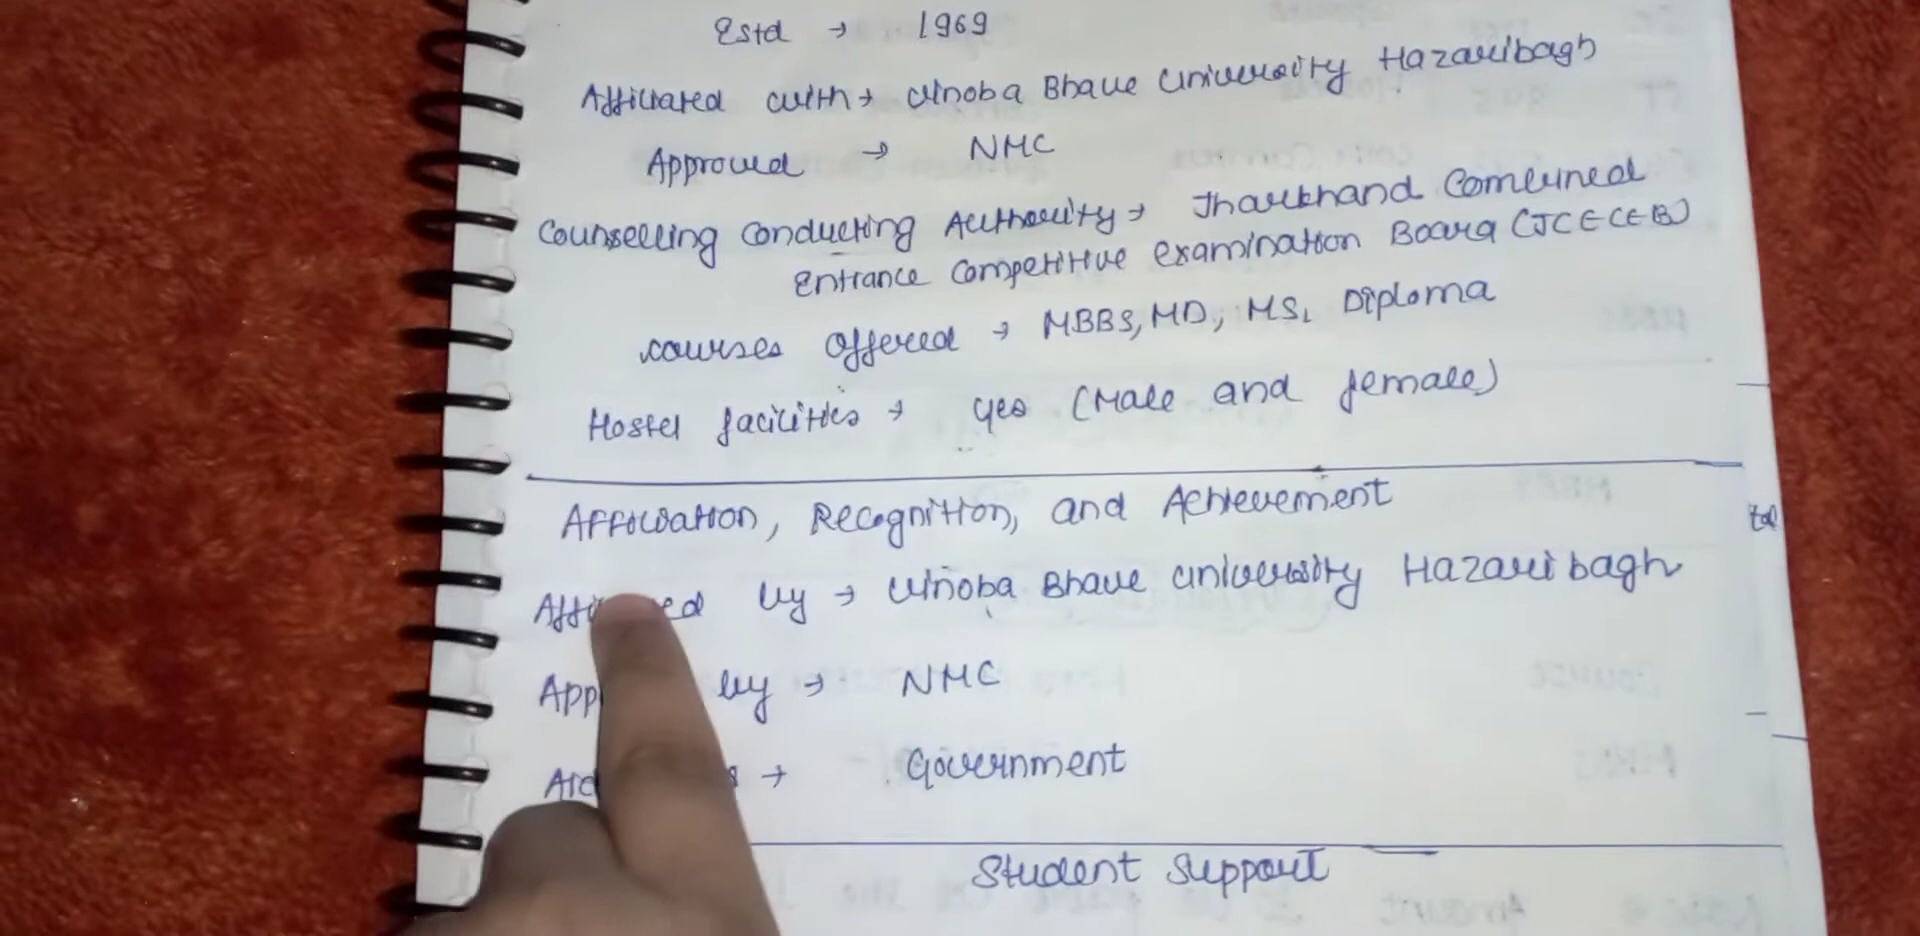 Estd → 1969
Affiliated with → Vinoba Bhave University Hazaribagh
Approved → NMC
Counselling Conducting Authority → Jharkhand Combined
Entrance Competitive Examination Board (JCECEB)
courses offered → MBBS, MD, MS, Diploma
Hostel facilities → yes (Male and female)
Affiliation, Recognition, and Achievement
by → Vinoba Bhave University Hazaribagh
by → NMC
→ Government
Student Support